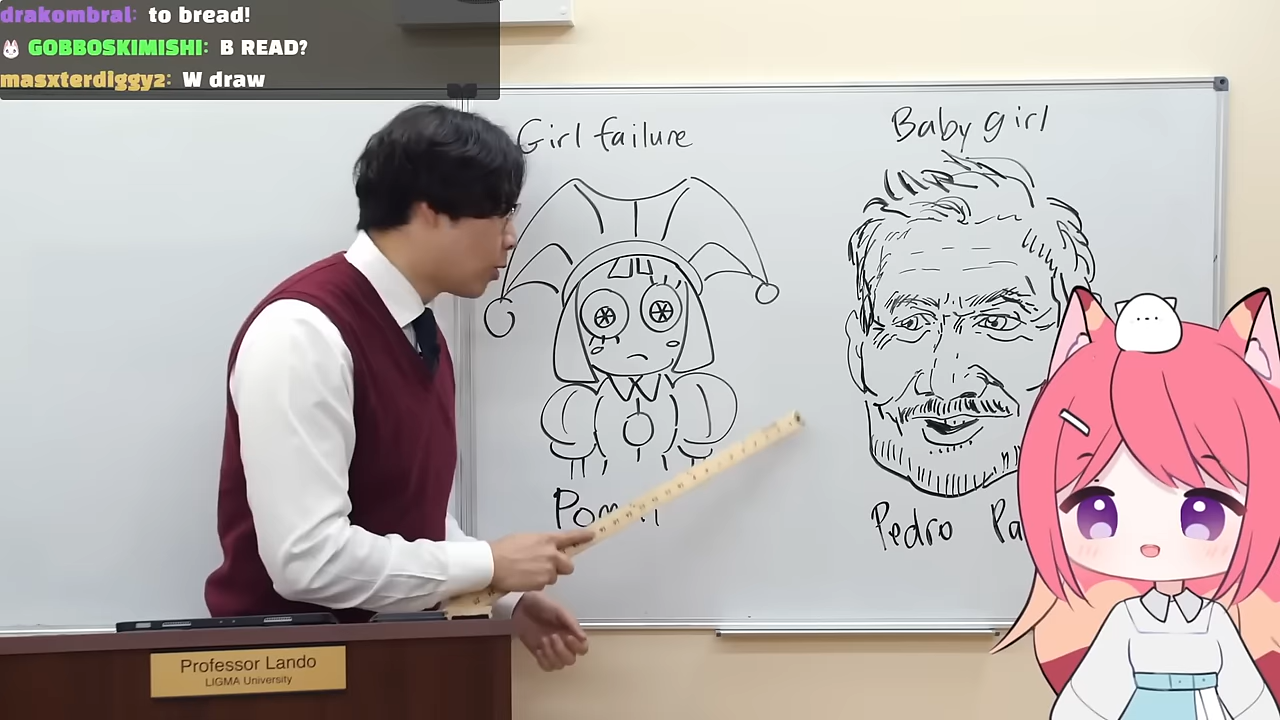 drakombral: to bread!
GOBBOSKIMISHI: B READ?
masxterdiggy2: W draw
Girl failure
Baby girl
Pedro
Professor Lando
LIGMA University